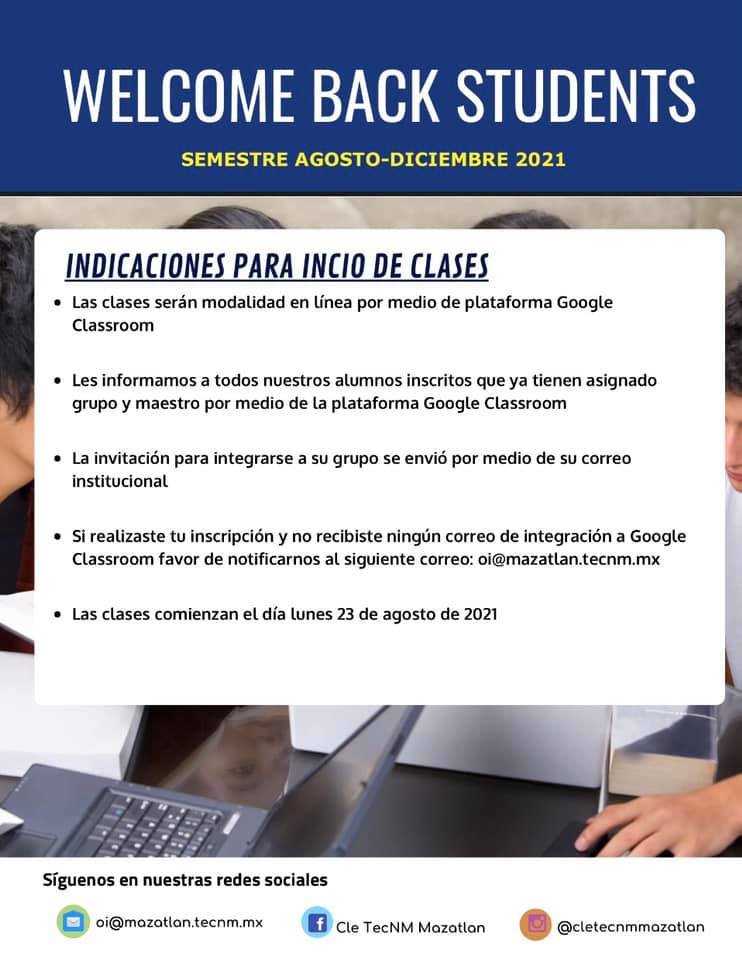 WELCOME BACK STUDENTS
SEMESTRE AGOSTO-DICIEMBRE 2021
INDICACIONES PARA INCIO DE CLASES
• Las clases serán modalidad en línea por medio de plataforma Google
Classroom
• Les informamos a todos nuestros alumnos inscritos que ya tienen asignado
grupo y maestro por medio de la plataforma Google Classroom
• La invitación para integrarse a su grupo se envió por medio de su correo
institucional
• Si realizaste tu inscripción y no recibiste ningún correo de integración a Google
Classroom favor de notificarnos al siguiente correo: oi@mazatlan.tecnm.mx
• Las clases comienzan el día lunes 23 de agosto de 2021
Síguenos en nuestras redes sociales
oi@mazatlan.tecnm.mx
Cle TecNM Mazatlan
@cletecnmmazatlan